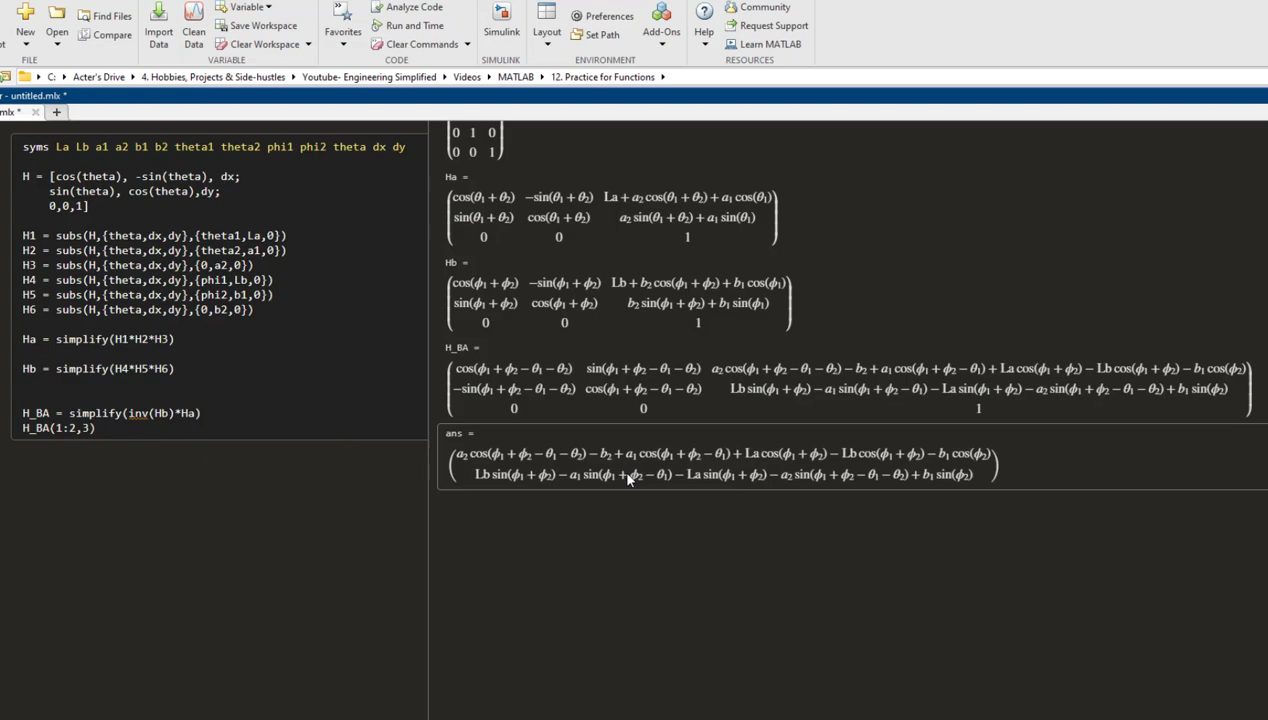 New
Open
Find Files
Compare
Import Data
Clean Data
Variable
Save Workspace
Clear Workspace
Favorites
Analyze Code
Run and Time
Clear Commands
Simulink
Layout
Preferences
Set Path
Add-Ons
Help
Community
Request Support
Learn MATLAB
FILE
VARIABLE
CODE
SIMULINK
ENVIRONMENT
RESOURCES
C: › Acter's Drive › 4. Hobbies, Projects & Side-hustles › Youtube- Engineering Simplified › Videos › MATLAB › 12. Practice for Functions ›
r - untitled.mlx *
mlx * × +
syms La Lb a1 a2 b1 b2 theta1 theta2 phi1 phi2 theta dx dy
H = [cos(theta), -sin(theta), dx;
sin(theta), cos(theta),dy;
0,0,1]
H1 = subs(H,{theta,dx,dy},{theta1,La,0})
H2 = subs(H,{theta,dx,dy},{theta2,a1,0})
H3 = subs(H,{theta,dx,dy},{0,a2,0})
H4 = subs(H,{theta,dx,dy},{phi1,Lb,0})
H5 = subs(H,{theta,dx,dy},{phi2,b1,0})
H6 = subs(H,{theta,dx,dy},{0,b2,0})
Ha = simplify(H1*H2*H3)
Hb = simplify(H4*H5*H6)
H_BA = simplify(inv(Hb)*Ha)
H_BA(1:2,3)
0 1 0
0 0 1
Ha =
cos(θ₁ + θ₂) −sin(θ₁ + θ₂) La + a₂ cos(θ₁ + θ₂) + a₁ cos(θ₁)
sin(θ₁ + θ₂) cos(θ₁ + θ₂) a₂ sin(θ₁ + θ₂) + a₁ sin(θ₁)
0 0 1
Hb =
cos(ϕ₁ + ϕ₂) −sin(ϕ₁ + ϕ₂) Lb + b₂ cos(ϕ₁ + ϕ₂) + b₁ cos(ϕ₁)
sin(ϕ₁ + ϕ₂) cos(ϕ₁ + ϕ₂) b₂ sin(ϕ₁ + ϕ₂) + b₁ sin(ϕ₁)
0 0 1
H_BA =
cos(ϕ₁ + ϕ₂ − θ₁ − θ₂) sin(ϕ₁ + ϕ₂ − θ₁ − θ₂) a₂ cos(ϕ₁ + ϕ₂ − θ₁ − θ₂) − b₂ + a₁ cos(ϕ₁ + ϕ₂ − θ₁) + La cos(ϕ₁ + ϕ₂) − Lb cos(ϕ₁ + ϕ₂) − b₁ cos(ϕ₂)
−sin(ϕ₁ + ϕ₂ − θ₁ − θ₂) cos(ϕ₁ + ϕ₂ − θ₁ − θ₂) Lb sin(ϕ₁ + ϕ₂) − a₁ sin(ϕ₁ + ϕ₂ − θ₁) − La sin(ϕ₁ + ϕ₂) − a₂ sin(ϕ₁ + ϕ₂ − θ₁ − θ₂) + b₁ sin(ϕ₂)
0 0 1
ans =
a₂ cos(ϕ₁ + ϕ₂ − θ₁ − θ₂) − b₂ + a₁ cos(ϕ₁ + ϕ₂ − θ₁) + La cos(ϕ₁ + ϕ₂) − Lb cos(ϕ₁ + ϕ₂) − b₁ cos(ϕ₂)
Lb sin(ϕ₁ + ϕ₂) − a₁ sin(ϕ₁ + ϕ₂ − θ₁) − La sin(ϕ₁ + ϕ₂) − a₂ sin(ϕ₁ + ϕ₂ − θ₁ − θ₂) + b₁ sin(ϕ₂)